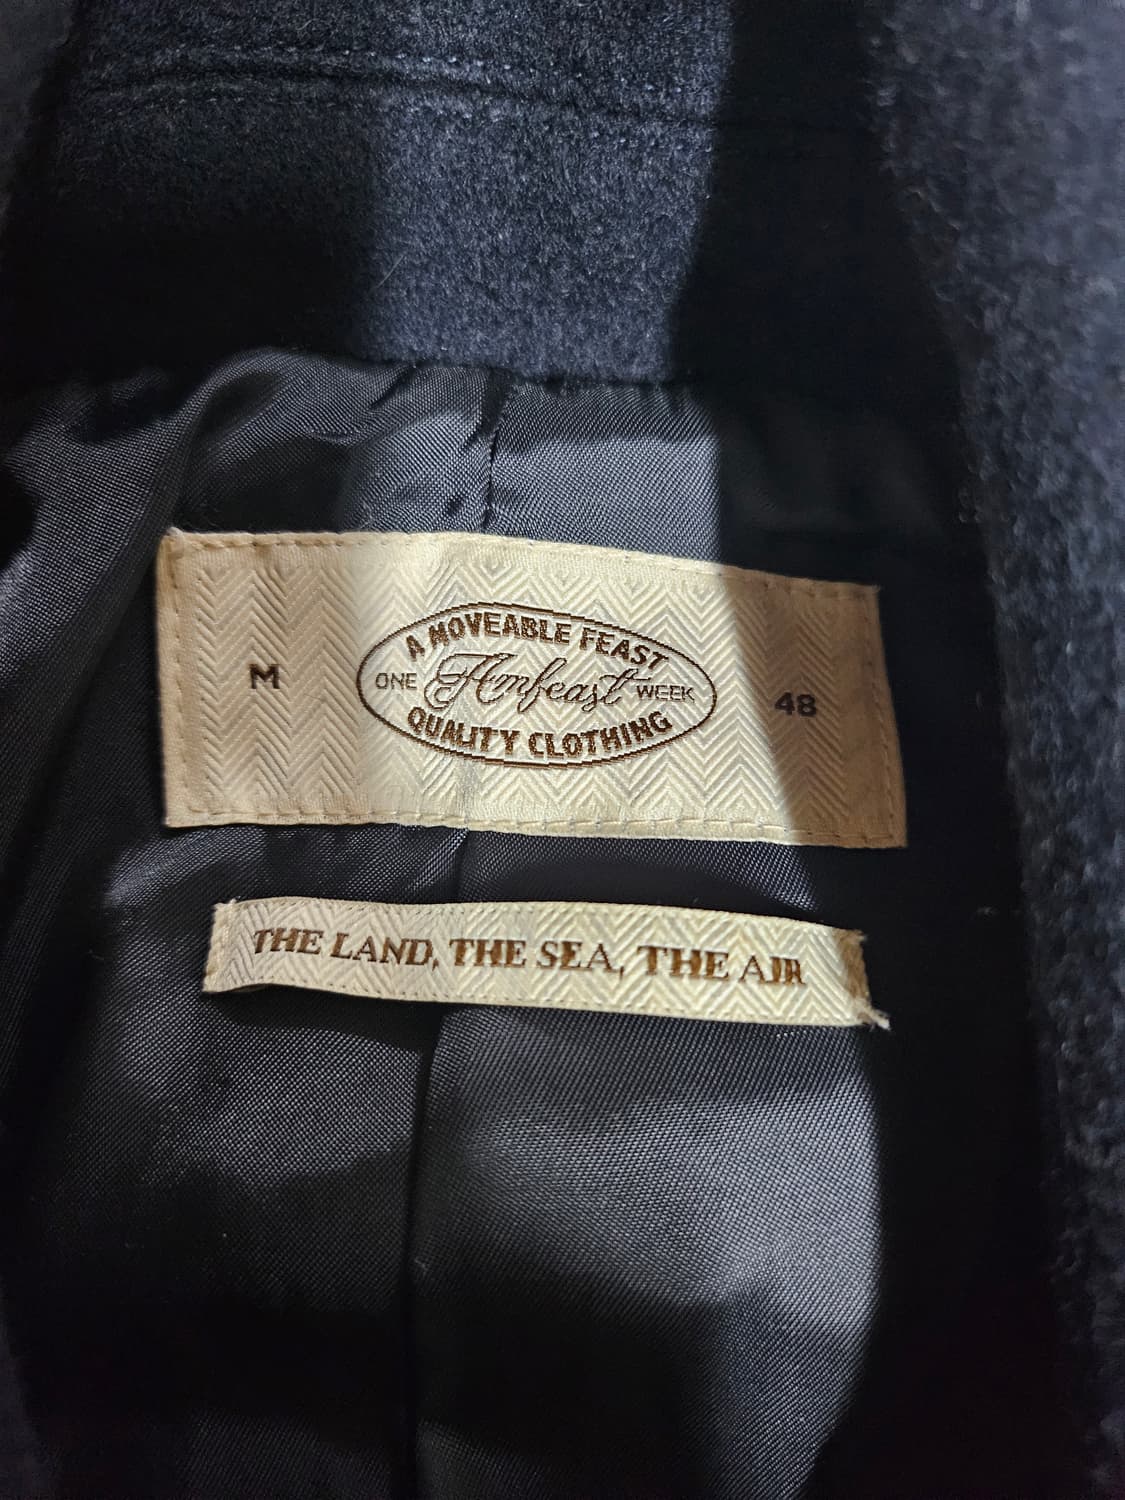 A MOVEABLE FEAST
M
ONE Amfeast WEEK
48
QUALITY CLOTHING
THE LAND, THE SEA, THE AIR